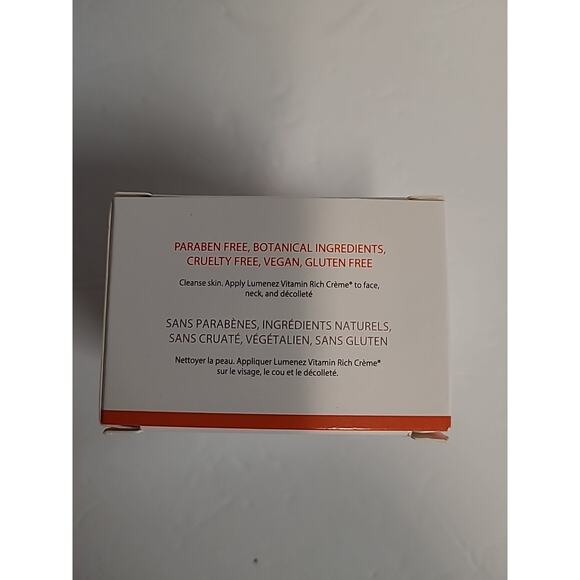 PARABEN FREE, BOTANICAL INGREDIENTS,
CRUELTY FREE, VEGAN, GLUTEN FREE
Cleanse skin. Apply Lumenez Vitamin Rich Crème* to face,
neck, and décolleté
SANS PARABÈNES, INGRÉDIENTS NATURELS,
SANS CRUATÉ, VÉGÉTALIEN, SANS GLUTEN
Nettoyer la peau. Appliquer Lumenez Vitamin Rich Crème*
sur le visage, le cou et le décolleté.